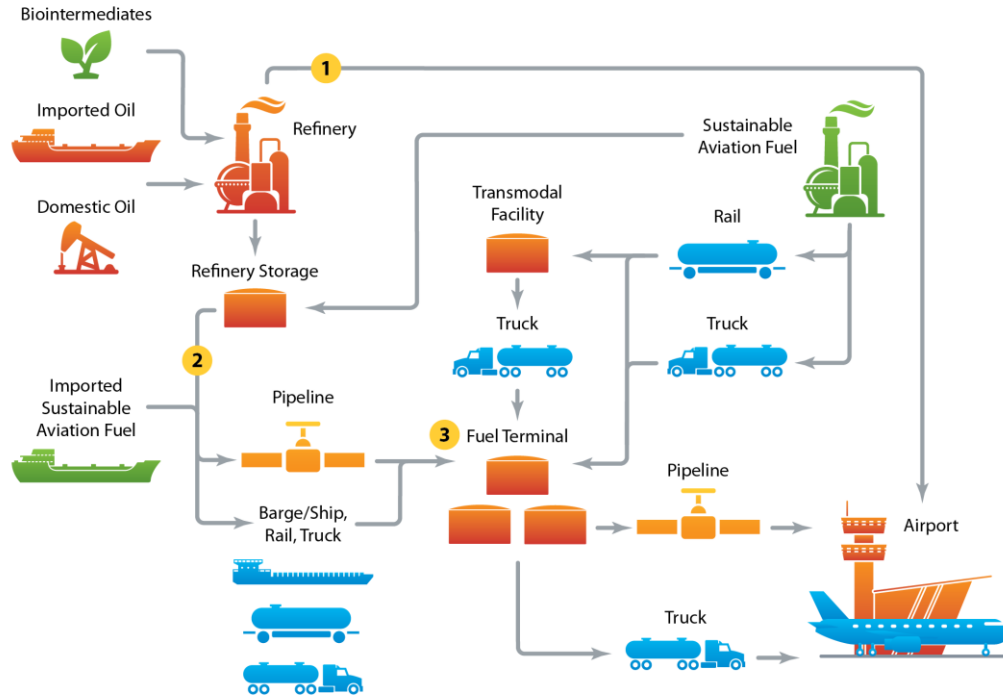 Biointermediates
1
Imported Oil
Refinery
Sustainable
Aviation Fuel
Domestic Oil
Transmodal
Facility
Rail
Refinery Storage
Truck
Truck
2
Imported
Sustainable
Aviation Fuel
Pipeline
3
Fuel Terminal
Pipeline
Barge/Ship,
Rail, Truck
Airport
Truck